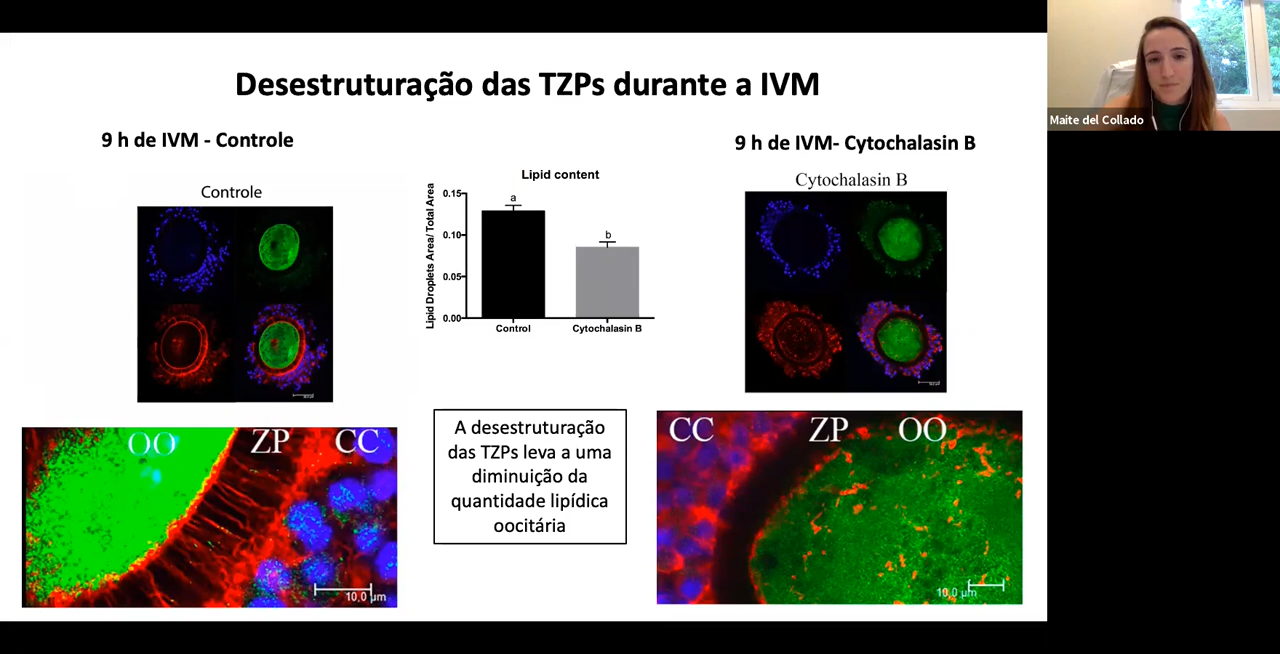 Desestruturação das TZPs durante a IVM
Maite del Collado
9 h de IVM - Controle
9 h de IVM- Cytochalasin B
Controle
Lipid content
Lipid Droplets Area/ Total Area
0.15
0.10
0.05
0.00
a
b
Control
Cytochalasin B
Cytochalasin B
OO ZP CC
10,0 µm
A desestruturação
das TZPs leva a uma
diminuição da
quantidade lipídica
oocitária
CC ZP OO
10,0 µm